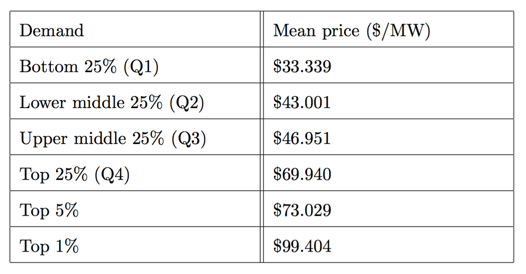 Demand Mean price ($/MW)
Bottom 25% (Q1) $33.339
Lower middle 25% (Q2) $43.001
Upper middle 25% (Q3) $46.951
Top 25% (Q4) $69.940
Top 5% $73.029
Top 1% $99.404